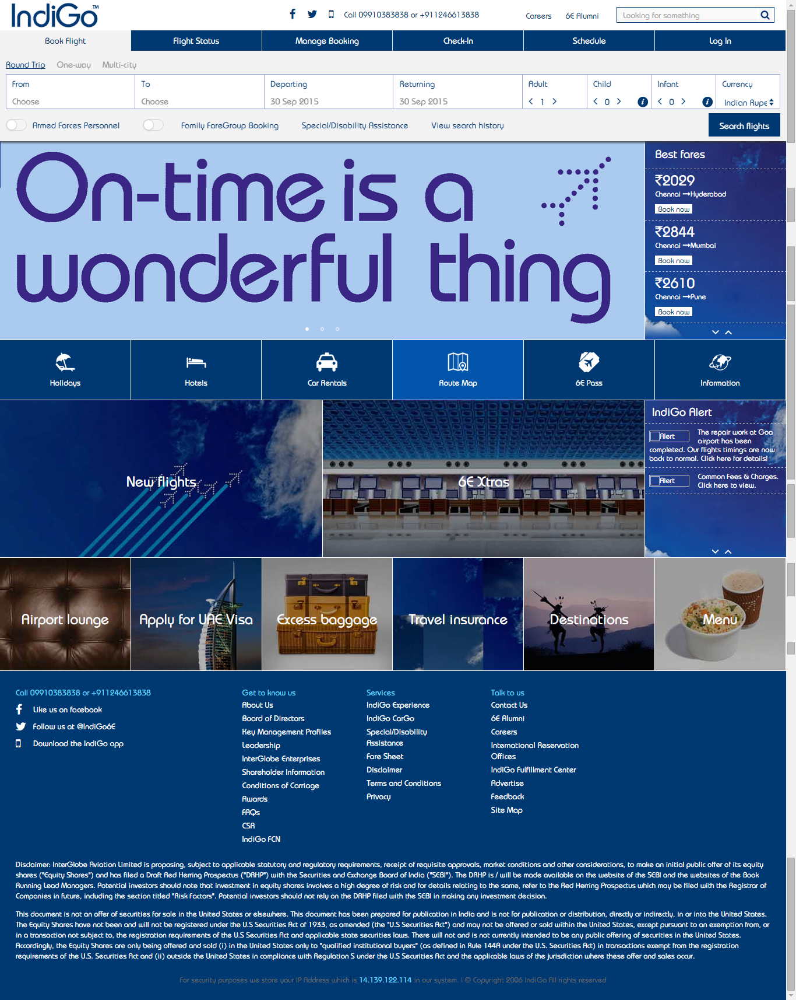 IndiGo™
Call 09910383838 or +911246613838
Careers
6E Alumni
Looking for something
Book Flight
Flight Status
Manage Booking
Check-In
Schedule
Log In
Round Trip
One-way
Multi-city
From
To
Departing
Returning
Adult
Child
Infant
Currency
Choose
Choose
30 Sep 2015
30 Sep 2015
< 1 >
< 0 > i
< 0 > i
Indian Rupe
Armed Forces Personnel
Family FareGroup Booking
Special/Disability Assistance
View search history
Search flights
On-time is a
wonderful thing
Best fares
₹2029
Chennai →Hyderabad
Book now
₹2844
Chennai →Mumbai
Book now
₹2610
Chennai →Pune
Book now
Holidays
Hotels
Car Rentals
Route Map
6E Pass
Information
New flights
6E Xtras
IndiGo Alert
Alert
The repair work at Goa
airport has been
completed. Our flights timings are now
back to normal. Click here for details!
Alert
Common Fees & Charges.
Click here to view.
Airport lounge
Apply for UAE Visa
Excess baggage
Travel insurance
Destinations
Menu
Call 09910383838 or +911246613838
Like us on facebook
Follow us at @IndiGo6E
Download the IndiGo app
Get to know us
About Us
Board of Directors
Key Management Profiles
Leadership
InterGlobe Enterprises
Shareholder Information
Conditions of Carriage
Awards
FAQs
CSR
IndiGo FCN
Services
IndiGo Experience
IndiGo CarGo
Special/Disability
Assistance
Fare Sheet
Disclaimer
Terms and Conditions
Privacy
Talk to us
Contact Us
6E Alumni
Careers
International Reservation
Offices
IndiGo Fulfillment Center
Advertise
Feedback
Site Map
Disclaimer: InterGlobe Aviation Limited is proposing, subject to applicable statutory and regulatory requirements, receipt of requisite approvals, market conditions and other considerations, to make an initial public offer of its equity
shares ("Equity Shares") and has filed a Draft Red Herring Prospectus ("DRHP") with the Securities and Exchange Board of India ("SEBI"). The DRHP is / will be made available on the website of the SEBI and the websites of the Book
Running Lead Managers. Potential investors should note that investment in equity shares involves a high degree of risk and for details relating to the same, refer to the Red Herring Prospectus which may be filed with the Registrar of
Companies in future, including the section titled "Risk Factors". Potential investors should not rely on the DRHP filed with the SEBI in making any investment decision.
This document is not an offer of securities for sale in the United States or elsewhere. This document has been prepared for publication in India and is not for publication or distribution, directly or indirectly, in or into the United States.
The Equity Shares have not been and will not be registered under the U.S Securities Act of 1933, as amended (the "U.S Securities Act") and may not be offered or sold within the United States, except pursuant to an exemption from, or
in a transaction not subject to, the registration requirements of the U.S Securities Act and applicable state securities laws. There will not and is not currently intended to be any public offering of securities in the United States.
Accordingly, the Equity Shares are only being offered and sold (i) in the United States only to "qualified institutional buyers" (as defined in Rule 144A under the U.S. Securities Act) in transactions exempt from the registration
requirements of the U.S. Securities Act and (ii) outside the United States in compliance with Regulation S under the U.S Securities Act and the applicable laws of the jurisdiction where these offer and sales occur.
For security purposes we store your IP Address which is 14.139.122.114 in our system. | © Copyright 2006 IndiGo All rights reserved